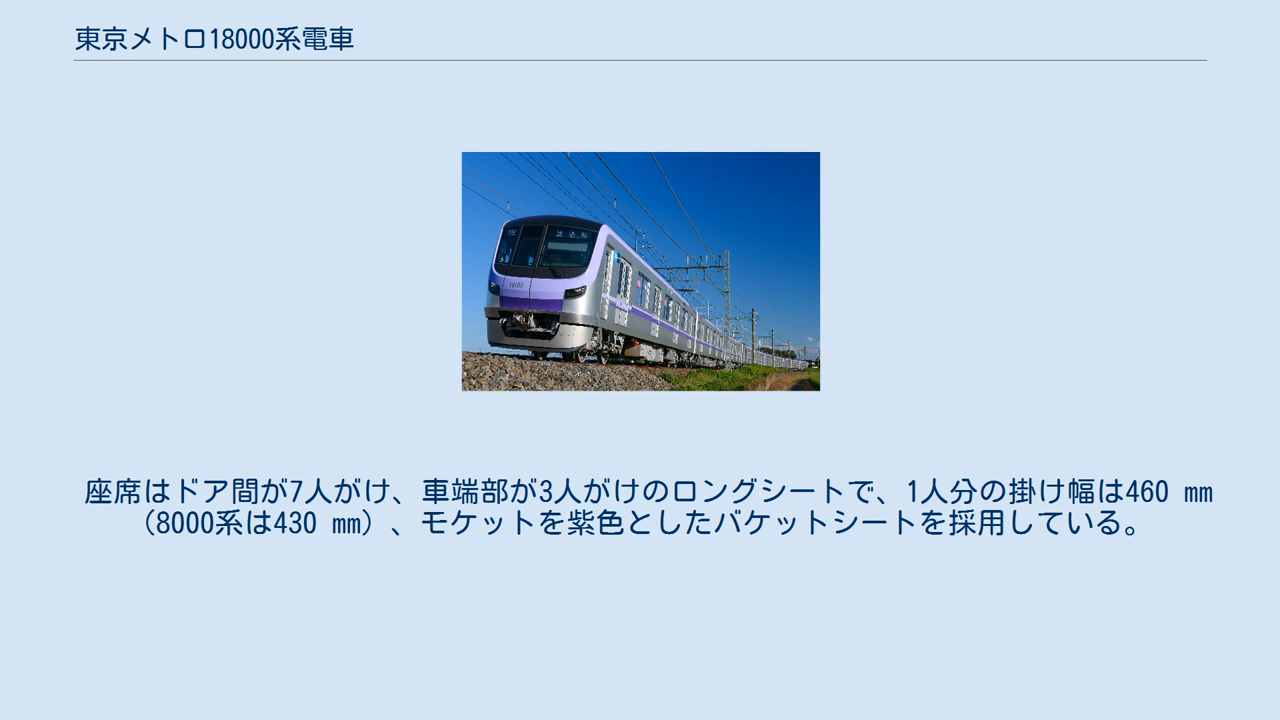 東京メトロ18000系電車
座席はドア間が7人がけ、車端部が3人がけのロングシートで、1人分の掛け幅は460 mm
（8000系は430 mm）、モケットを紫色としたバケットシートを採用している。